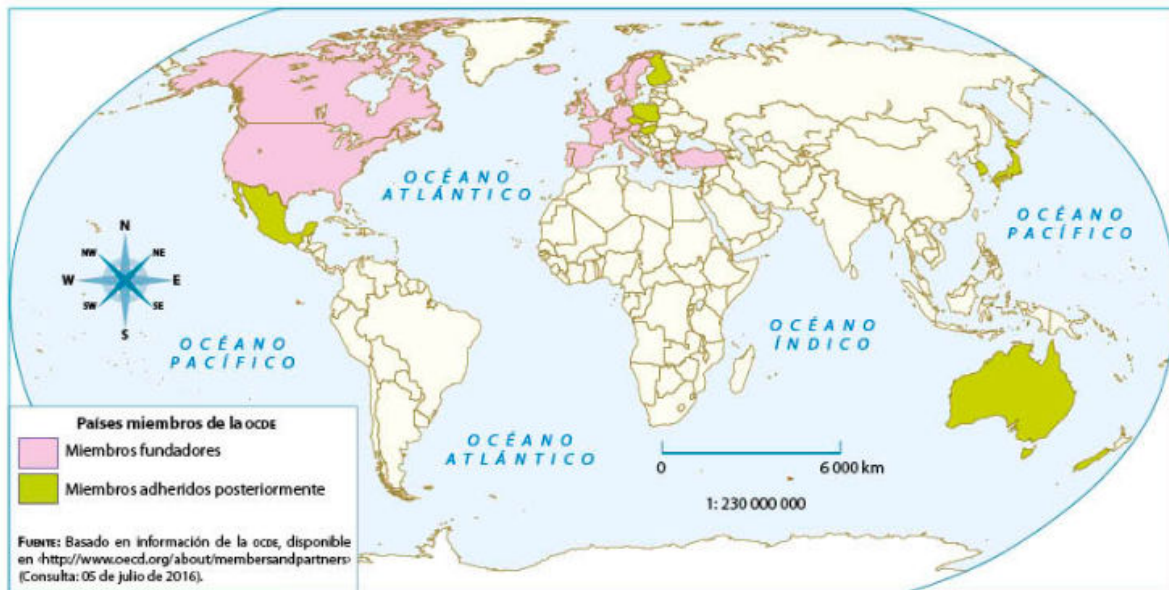 OCÉANO
ATLÁNTICO
OCÉANO
PACÍFICO
N
NW
NE
W
E
SW
SE
S
OCÉANO
PACÍFICO
OCÉANO
ÍNDICO
OCÉANO
ATLÁNTICO
0
6 000 km
1: 230 000 000
Países miembros de la OCDE
Miembros fundadores
Miembros adheridos posteriormente
FUENTE: Basado en información de la OCDE, disponible
en <http://www.oecd.org/about/membersandpartners>
(Consulta: 05 de julio de 2016).